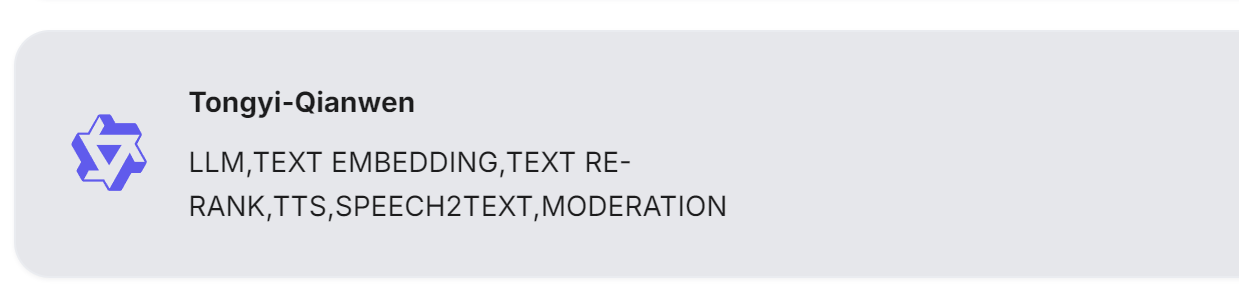 Tongyi-Qianwen
LLM,TEXT EMBEDDING,TEXT RE-
RANK,TTS,SPEECH2TEXT,MODERATION